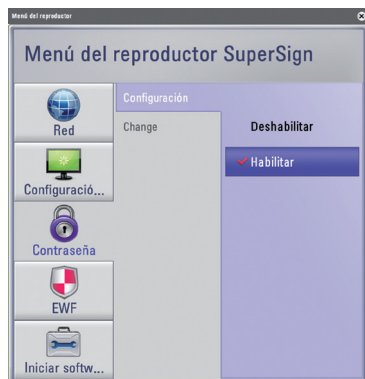 Menú del reproductor
Menú del reproductor SuperSign
Red
Configuració...
Contraseña
EWF
Iniciar softw...
Configuración
Change
Deshabilitar
Habilitar